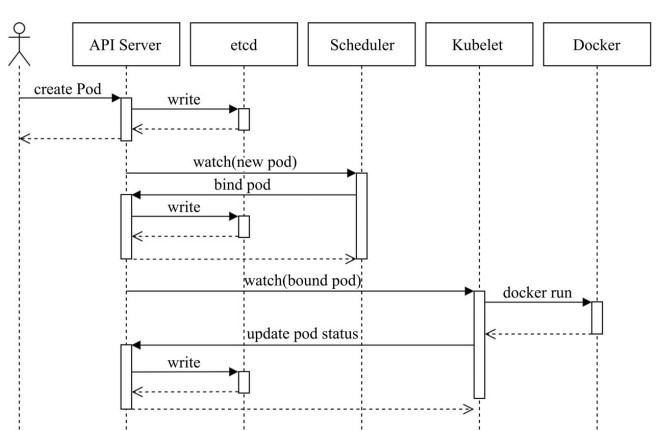 API Server
etcd
Scheduler
Kubelet
Docker
create Pod
write
watch(new pod)
bind pod
write
watch(bound pod)
docker run
update pod status
write